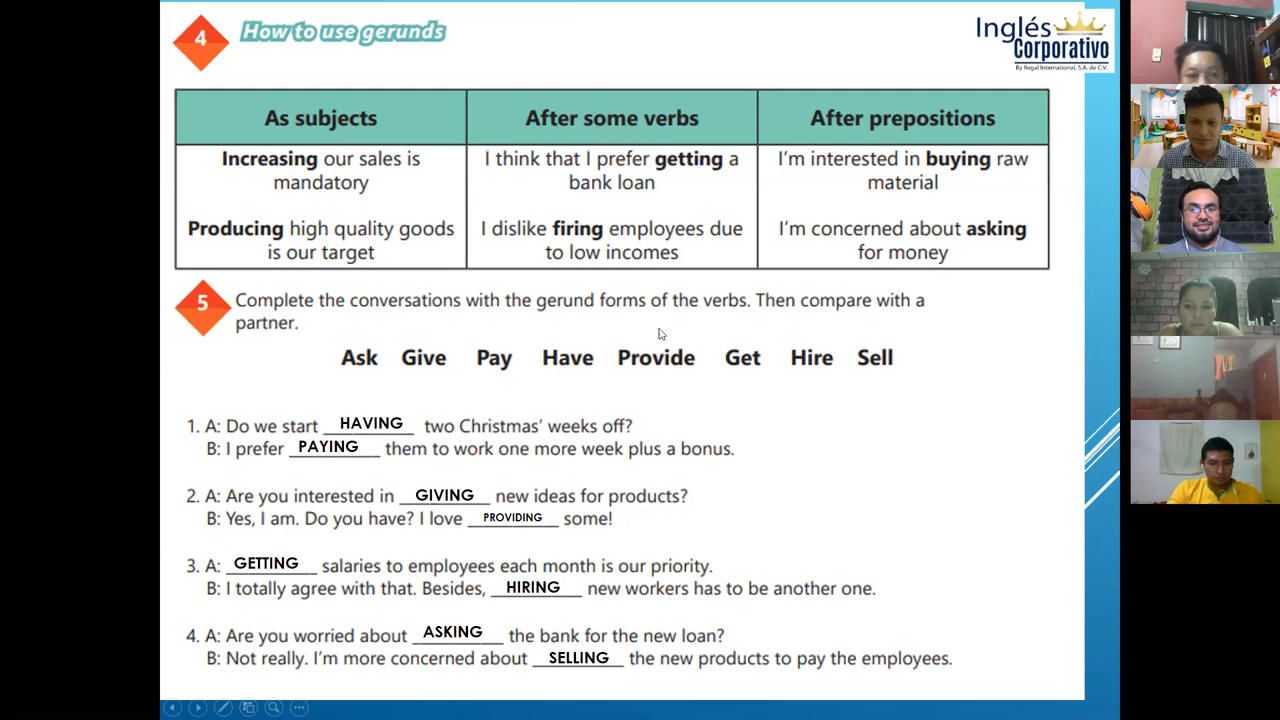 4
How to use gerunds
Inglés
Corporativo
By Regal International, S.A. de C.V.
As subjects
After some verbs
After prepositions
Increasing our sales is
mandatory
Producing high quality goods
is our target
I think that I prefer getting a
bank loan
I dislike firing employees due
to low incomes
I'm interested in buying raw
material
I'm concerned about asking
for money
5
Complete the conversations with the gerund forms of the verbs. Then compare with a
partner.
Ask Give Pay Have Provide Get Hire Sell
1. A: Do we start HAVING two Christmas' weeks off?
B: I prefer PAYING them to work one more week plus a bonus.
2. A: Are you interested in GIVING new ideas for products?
B: Yes, I am. Do you have? I love PROVIDING some!
3. A: GETTING salaries to employees each month is our priority.
B: I totally agree with that. Besides, HIRING new workers has to be another one.
4. A: Are you worried about ASKING the bank for the new loan?
B: Not really. I'm more concerned about SELLING the new products to pay the employees.